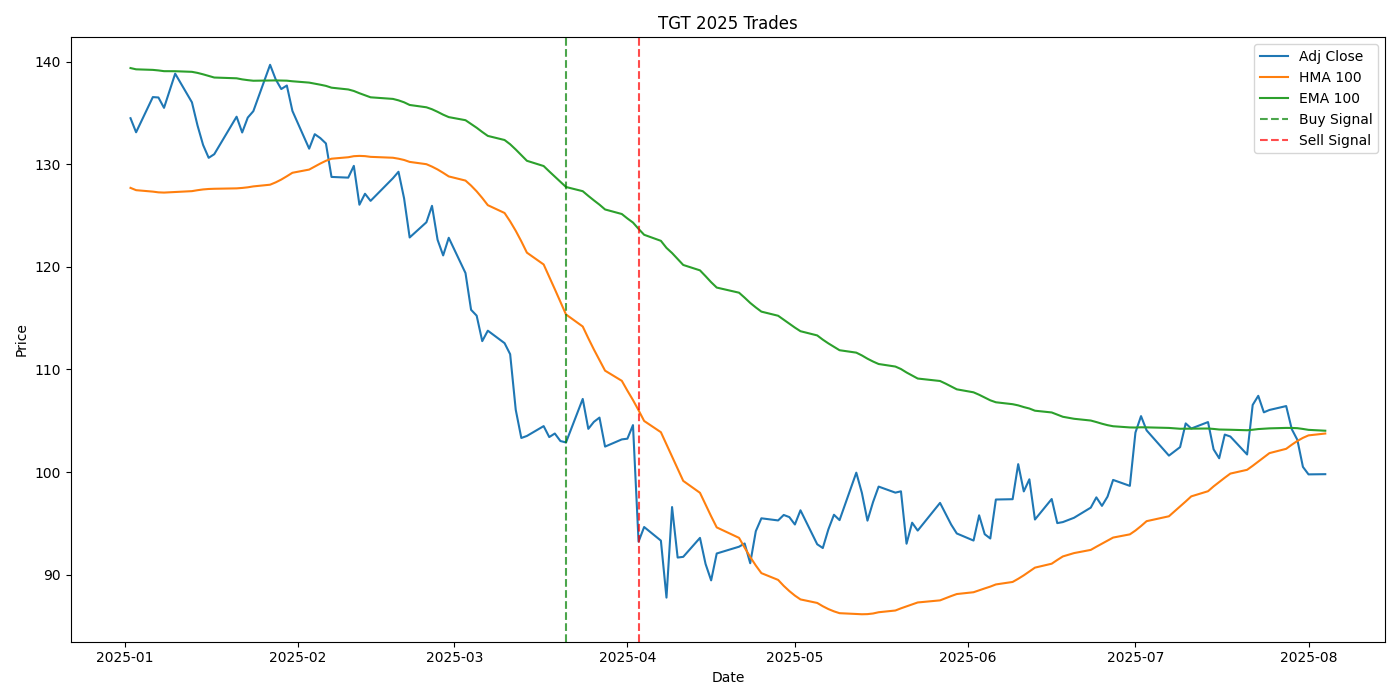 TGT 2025 Trades
Adj Close
HMA 100
EMA 100
Buy Signal
Sell Signal
Price
140
130
120
110
100
90
2025-01 2025-02 2025-03 2025-04 2025-05 2025-06 2025-07 2025-08
Date